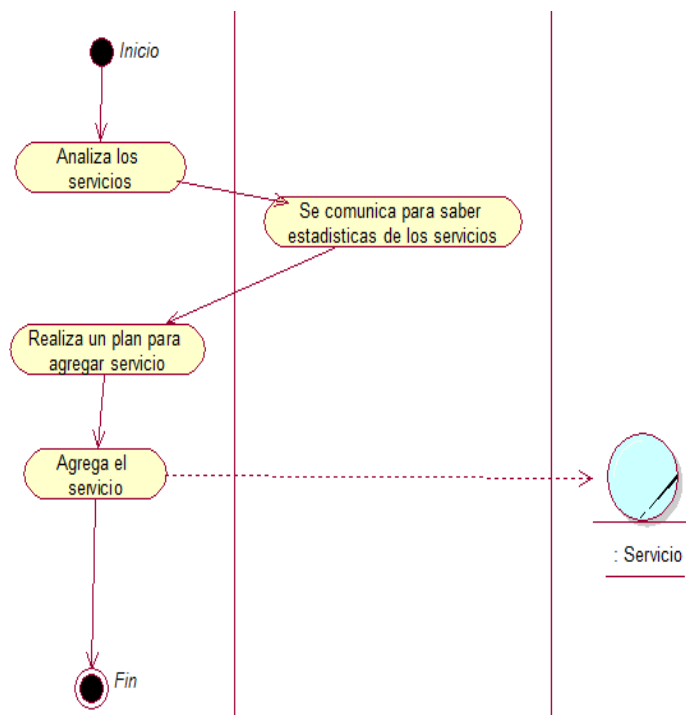 Inicio
Analiza los
servicios
Se comunica para saber
estadisticas de los servicios
Realiza un plan para
agregar servicio
Agrega el
servicio
: Servicio
Fin